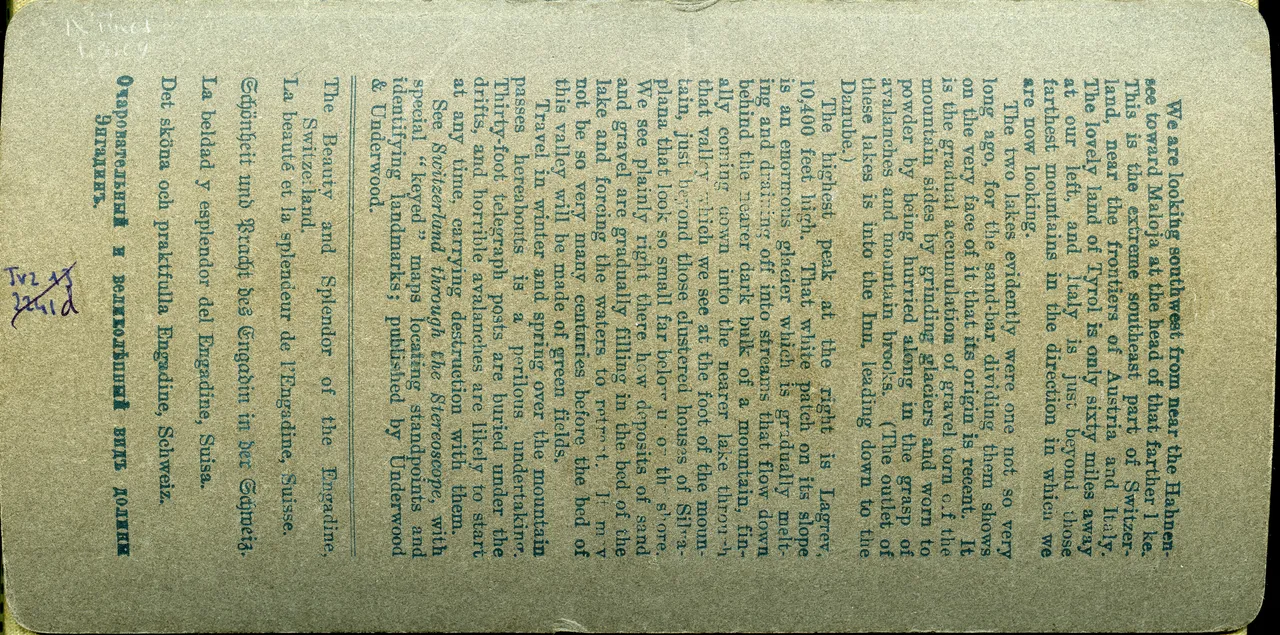 We are looking southwest from near the Hahnen-
see toward Maloja at the head of that farther l ke.
This is the extreme southeast part of Switzer-
land, near the frontiers of Austria and Italy.
The lovely land of Tyrol is only sixty miles away
at our left, and Italy is just beyond those
farthest mountains in the direction in which we
are now looking.
The two lakes evidently were one not so very
long ago, for the sand-bar dividing them shows
on the very face of it that its origin is recent. It
is the gradual accumulation of gravel torn off the
mountain sides by grinding glaciers and worn to
powder by being hurried along in the grasp of
avalanches and mountain brooks. (The outlet of
these lakes is into the Inn, leading down to the
Danube.)
The highest peak at the right is Lagrev,
10,400 feet high. That white patch on its slope
is an enormous glacier which is gradually melt-
ing and draining off into streams that flow down
behind the nearer dark bulk of a mountain, fin-
ally coming down into the nearer lake through
that valley which we see at the foot of the moun-
tain, just beyond those clustered houses of Silva-
plana that look so small far below u on th shore.
We see plainly right there how deposits of sand
and gravel are gradually filling in the bed of the
lake and forcing the waters to retreat. It may
not be so very many centuries before the bed of
this valley will be made of green fields.
Travel in winter and spring over the mountain
passes hereabouts is a perilous undertaking.
Thirty-foot telegraph posts are buried under the
drifts, and horrible avalanches are likely to start
at any time, carrying destruction with them.
See Switzerland through the Stereoscope, with
special "keyed" maps locating standpoints and
identifying landmarks; published by Underwood
& Underwood.
The Beauty and Splendor of the Engadine,
Switzerland.
La beauté et la splendeur de l'Engadine, Suisse.
Schönheit und Pracht des Engadin in der Schweiz.
La beldad y esplendor del Engadine, Suisa.
Det sköna och praktfulla Engadine, Schweiz.
Очаровательный и великолѣпный видъ долины
Энгадинъ.